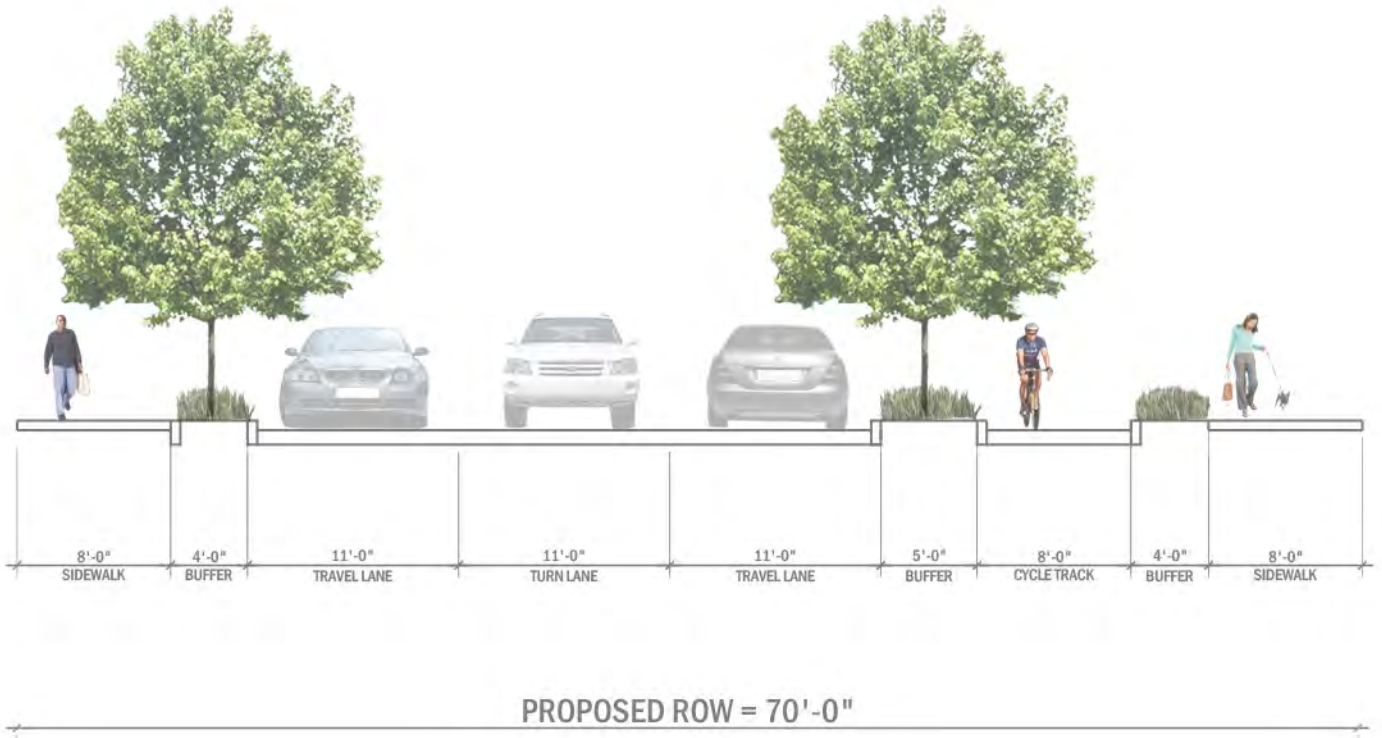 8'-0" 4'-0" 11'-0" 11'-0" 11'-0" 5'-0" 8'-0" 4'-0" 8'-0"
SIDEWALK BUFFER TRAVEL LANE TURN LANE TRAVEL LANE BUFFER CYCLE TRACK BUFFER SIDEWALK
PROPOSED ROW = 70'-0"